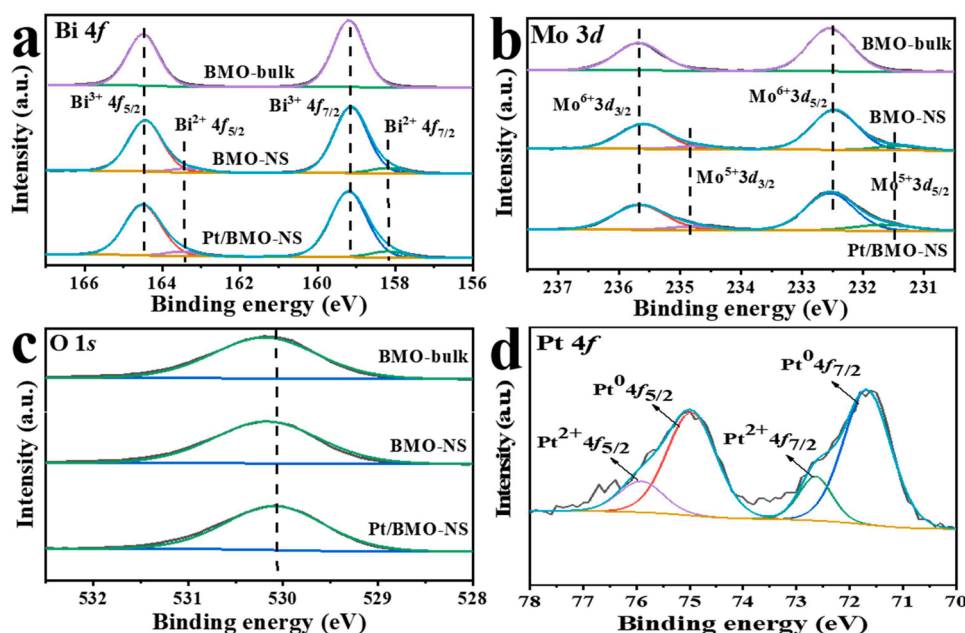 a
Bi 4f
BMO-bulk
Bi³⁺ 4f₅/₂
Bi²⁺ 4f₅/₂
Bi³⁺ 4f₇/₂
Bi²⁺ 4f₇/₂
BMO-NS
Pt/BMO-NS
Intensity (a.u.)
166 164 162 160 158 156
Binding energy (eV)
b
Mo 3d
BMO-bulk
Mo⁶⁺3d₃/₂
Mo⁶⁺3d₅/₂
BMO-NS
Mo⁵⁺3d₃/₂
Mo⁵⁺3d₅/₂
Pt/BMO-NS
Intensity (a.u.)
237 236 235 234 233 232 231
Binding energy (eV)
c
O 1s
BMO-bulk
BMO-NS
Pt/BMO-NS
Intensity (a.u.)
532 531 530 529 528
Binding energy (eV)
d
Pt 4f
Pt⁰ 4f₇/₂
Pt⁰ 4f₅/₂
Pt²⁺ 4f₅/₂
Pt²⁺ 4f₇/₂
Intensity (a.u.)
78 77 76 75 74 73 72 71 70
Binding energy (eV)